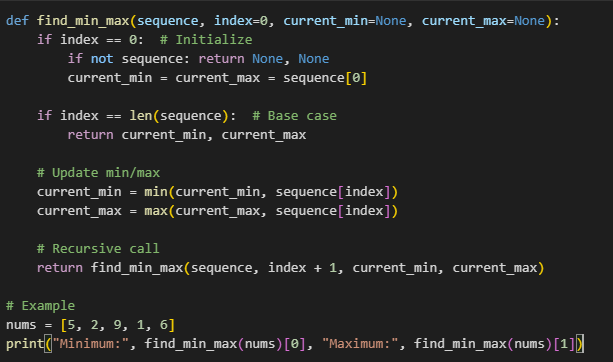 def find_min_max(sequence, index=0, current_min=None, current_max=None):
    if index == 0:  # Initialize
        if not sequence: return None, None
        current_min = current_max = sequence[0]

    if index == len(sequence):  # Base case
        return current_min, current_max

    # Update min/max
    current_min = min(current_min, sequence[index])
    current_max = max(current_max, sequence[index])

    # Recursive call
    return find_min_max(sequence, index + 1, current_min, current_max)

# Example
nums = [5, 2, 9, 1, 6]
print("Minimum:", find_min_max(nums)[0], "Maximum:", find_min_max(nums)[1])